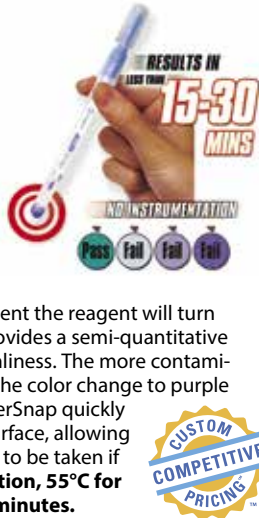 RESULTS IN
LESS THAN
15-30
MINS
NO INSTRUMENTATION
Pass Fail Fail Fail
ent the reagent will turn
ovides a semi-quantitative
nliness. The more contami-
he color change to purple
erSnap quickly
rface, allowing
to be taken if
tion, 55°C for
minutes.
CUSTOM
COMPETITIVE
PRICING
TM